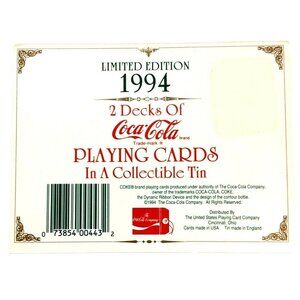 LIMITED EDITION
1994
2 Decks Of
Coca-Cola brand
Trade-mark ®
PLAYING CARDS
In A Collectible Tin
COKE® brand playing cards produced under authority of The Coca-Cola Company,
owner of the trademarks COCA-COLA, COKE,
the Dynamic Ribbon Device and the design of the contour bottle.
©1994 The Coca-Cola Company. All Rights Reserved.
Distributed By
The United States Playing Card Company
Cincinnati, Ohio
Cards made in USA. Tin made in England
0 73854 00443 2